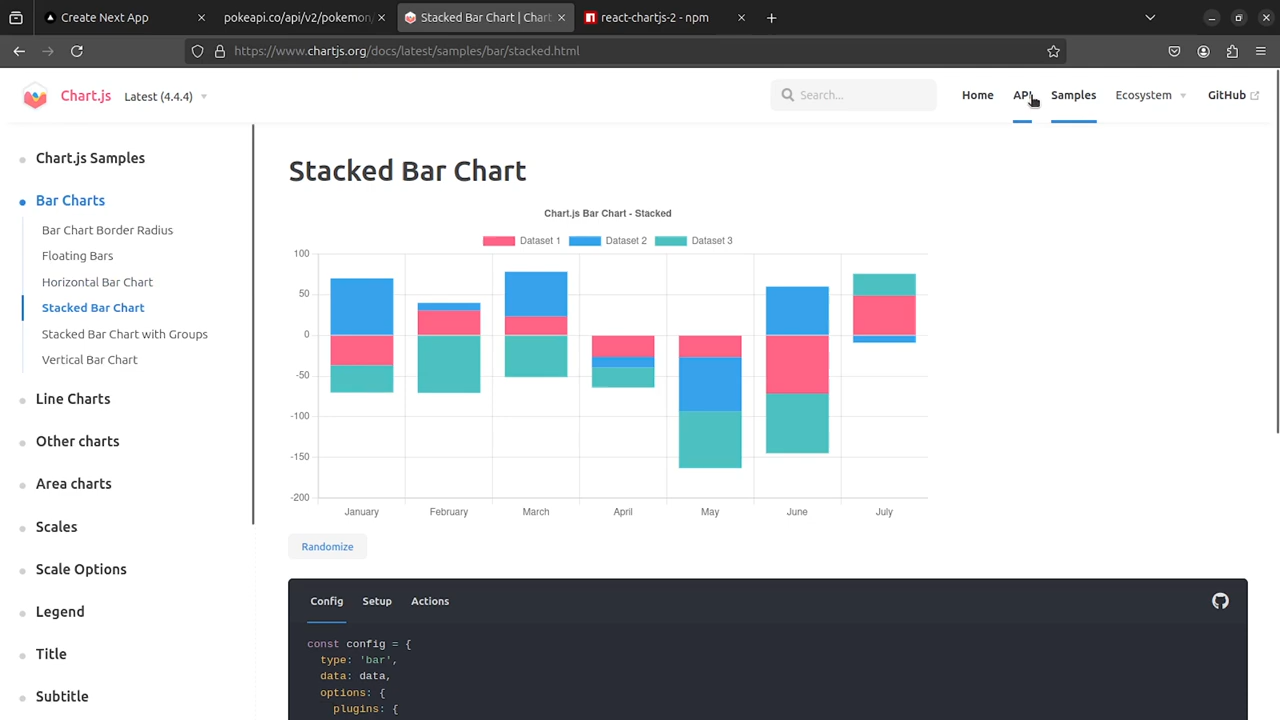 Create Next App
pokeapi.co/api/v2/pokemon/
Stacked Bar Chart | Chart
react-chartjs-2 - npm
https://www.chartjs.org/docs/latest/samples/bar/stacked.html
Chart.js
Latest (4.4.4)
Search...
Home
API
Samples
Ecosystem
GitHub
Chart.js Samples
Bar Charts
Bar Chart Border Radius
Floating Bars
Horizontal Bar Chart
Stacked Bar Chart
Stacked Bar Chart with Groups
Vertical Bar Chart
Line Charts
Other charts
Area charts
Scales
Scale Options
Legend
Title
Subtitle
Stacked Bar Chart
Chart.js Bar Chart - Stacked
Dataset 1 Dataset 2 Dataset 3
100
50
0
-50
-100
-150
-200
January February March April May June July
Randomize
Config Setup Actions
const config = {
type: 'bar',
data: data,
options: {
plugins: {